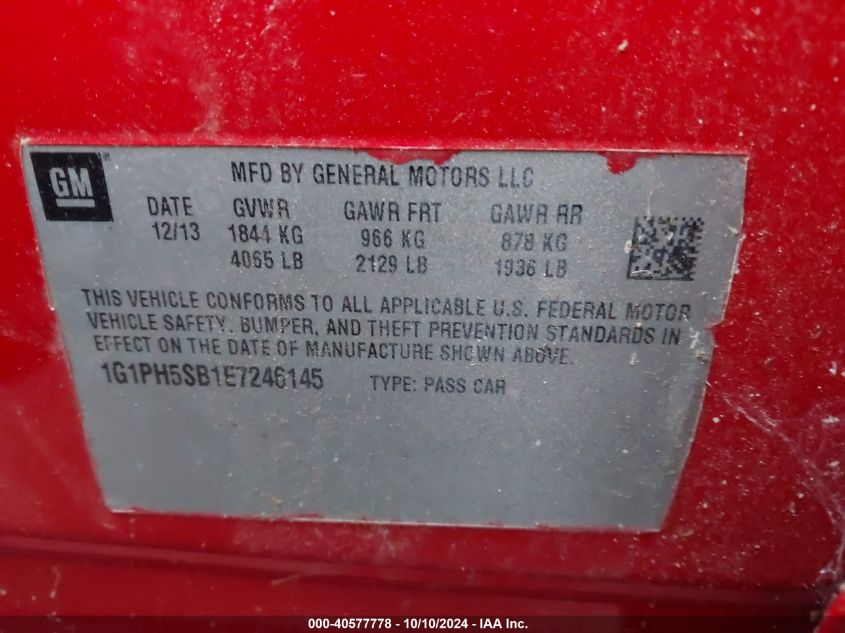 GM
MFD BY GENERAL MOTORS LLC
DATE GVWR GAWR FRT GAWR RR
12/13 1844 KG 966 KG 878 KG
4065 LB 2129 LB 1936 LB
THIS VEHICLE CONFORMS TO ALL APPLICABLE U.S. FEDERAL MOTOR
VEHICLE SAFETY, BUMPER, AND THEFT PREVENTION STANDARDS IN
EFFECT ON THE DATE OF MANUFACTURE SHOWN ABOVE.
1G1PH5SB1E7246145 TYPE: PASS CAR
000-40577778 - 10/10/2024 - IAA Inc.